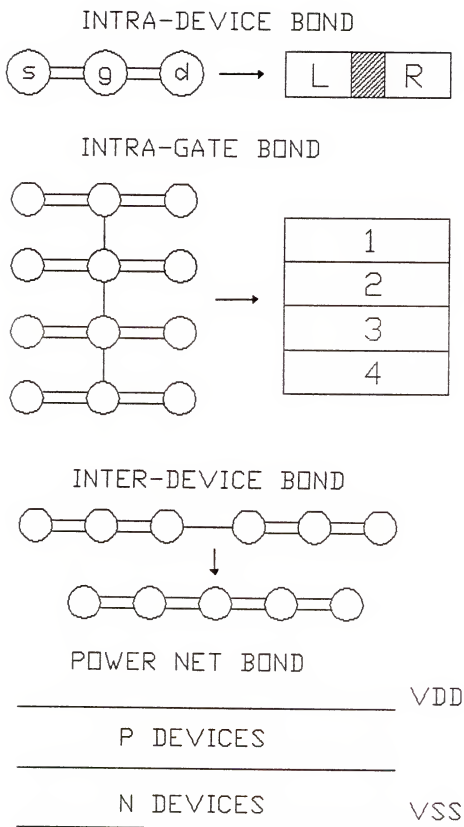 INTRA-DEVICE BOND
s g d L R
INTRA-GATE BOND
1
2
3
4
INTER-DEVICE BOND
POWER NET BOND
VDD
P DEVICES
N DEVICES VSS